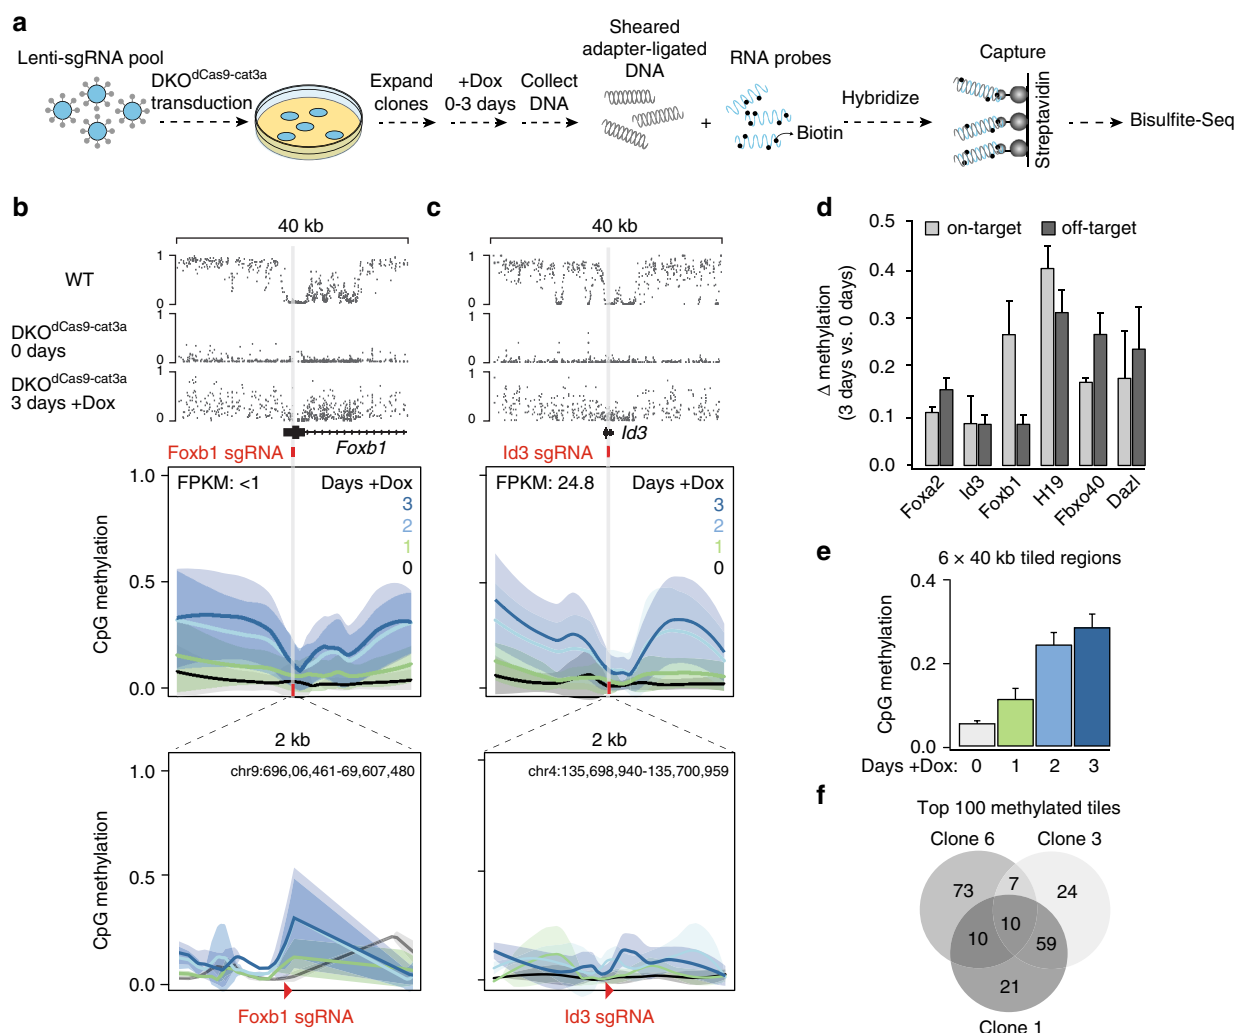 a
Lenti-sgRNA pool
DKOdCas9-cat3a
transduction
Expand
clones
+Dox
0-3 days
Collect
DNA
Sheared
adapter-ligated
DNA
+
RNA probes
Biotin
Hybridize
Capture
Streptavidin
Bisulfite-Seq
b
40 kb
WT
1
0
DKOdCas9-cat3a
0 days
1
0
DKOdCas9-cat3a
3 days +Dox
1
0
Foxb1
Foxb1 sgRNA
FPKM: <1
Days +Dox
3
2
1
0
CpG methylation
1.0
0.5
0.0
2 kb
chr9:696,06,461-69,607,480
CpG methylation
1.0
0.5
0.0
Foxb1 sgRNA
c
40 kb
1
0
1
0
1
0
Id3
Id3 sgRNA
FPKM: 24.8
Days +Dox
3
2
1
0
2 kb
chr4:135,698,940-135,700,959
Id3 sgRNA
d
on-target
off-target
Δ methylation
(3 days vs. 0 days)
0.5
0.4
0.3
0.2
0.1
0.0
Foxa2
Id3
Foxb1
H19
Fbxo40
Dazl
e
6 × 40 kb tiled regions
CpG methylation
0.4
0.2
0.0
Days +Dox: 0 1 2 3
f
Top 100 methylated tiles
Clone 6
Clone 3
73
7
24
10
10
59
21
Clone 1